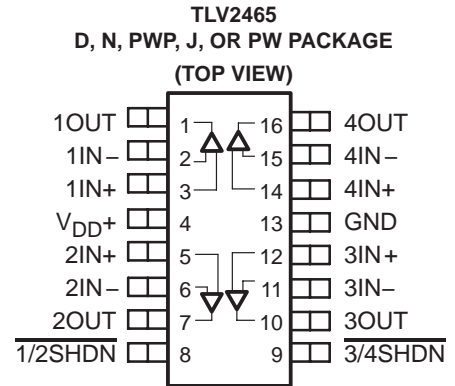 TLV2465
D, N, PWP, J, OR PW PACKAGE
(TOP VIEW)
1OUT 1 16 4OUT
1IN− 2 15 4IN−
1IN+ 3 14 4IN+
VDD+ 4 13 GND
2IN+ 5 12 3IN+
2IN− 6 11 3IN−
2OUT 7 10 3OUT
1/2SHDN 8 9 3/4SHDN